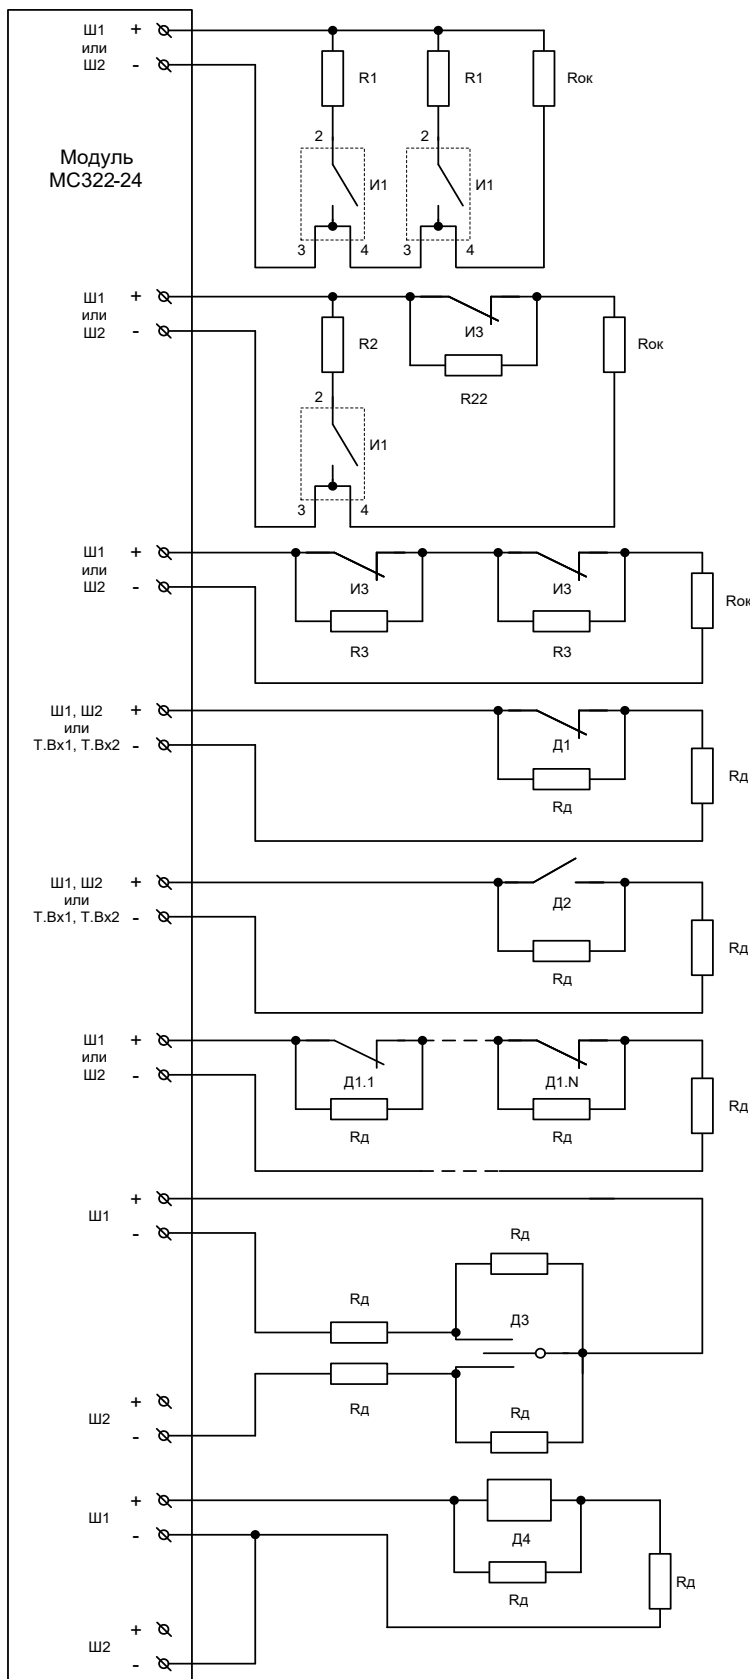 Ш1
или
Ш2
+
-
R1
R1
Rок
2
2
Модуль
МС322-24
И1
И1
3
4
3
4
Ш1
или
Ш2
+
-
R2
И3
R22
Rок
2
И1
3
4
Ш1
или
Ш2
+
-
И3
И3
Rок
R3
R3
Ш1, Ш2
или
Т.Вх1, Т.Вх2
+
-
Д1
Rд
Rд
Ш1, Ш2
или
Т.Вх1, Т.Вх2
+
-
Д2
Rд
Rд
Ш1
или
Ш2
+
-
Д1.1
Д1.N
Rд
Rд
Rд
Ш1
+
-
Rд
Rд
Д3
Rд
Rд
Ш2
+
-
Ш1
+
-
Д4
Rд
Rд
Ш2
+
-